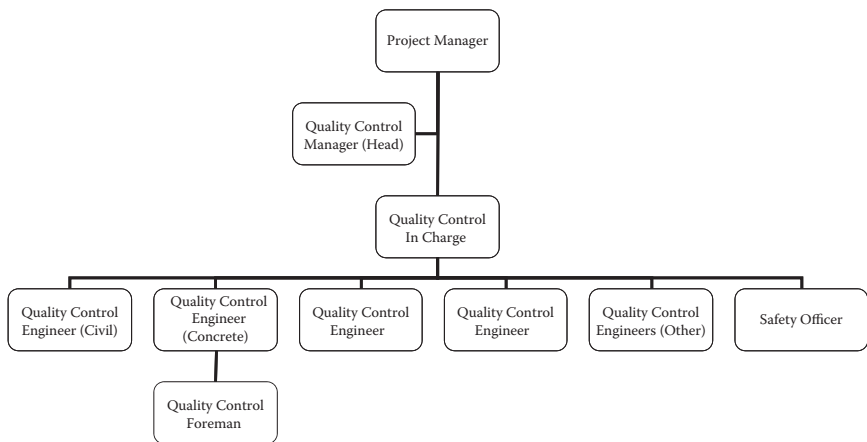 Project Manager
Quality Control
Manager (Head)
Quality Control
In Charge
Quality Control
Engineer (Civil)
Quality Control
Engineer
(Concrete)
Quality Control
Engineer
Quality Control
Engineer
Quality Control
Engineers (Other)
Safety Officer
Quality Control
Foreman